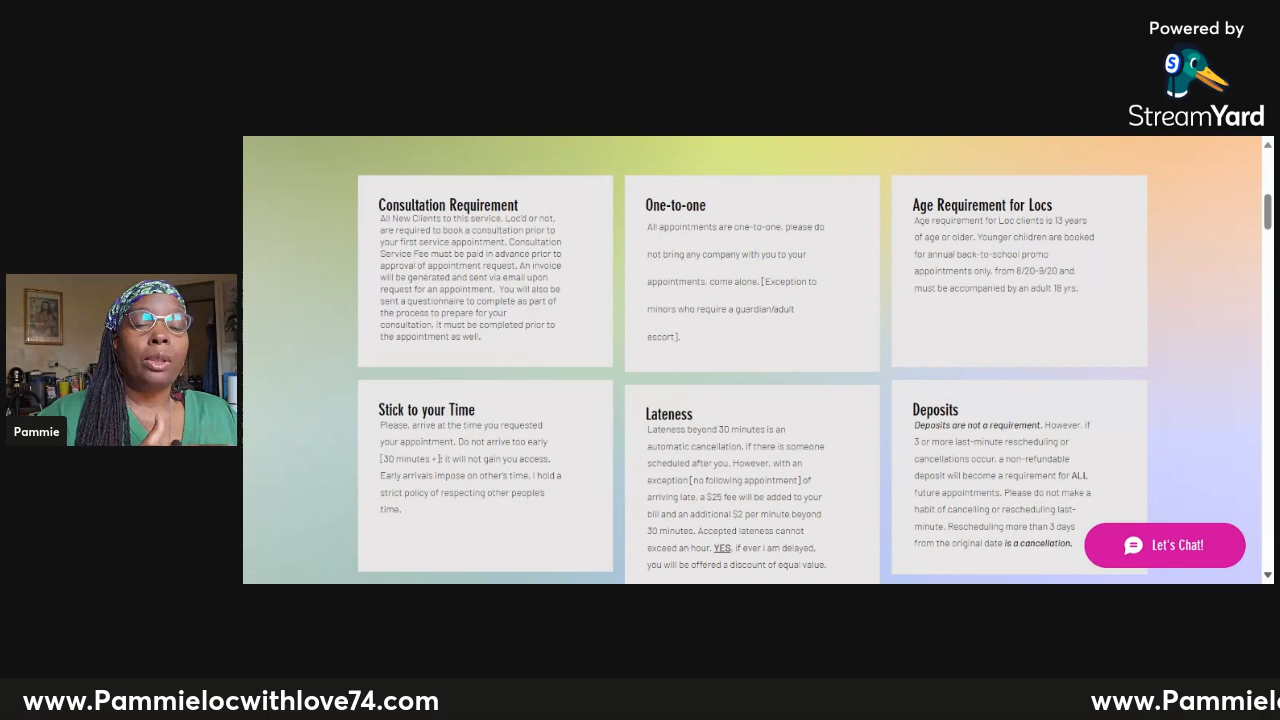 Powered by
S
StreamYard
Consultation Requirement
All New Clients to this service, Loc'd or not,
are required to book a consultation prior to
your first service appointment. Consultation
Service Fee must be paid in advance prior to
approval of appointment request. An invoice
will be generated and sent via email upon
request for an appointment. You will also be
sent a questionnaire to complete as part of
the process to prepare for your
consultation, it must be completed prior to
the appointment as well.
One-to-one
All appointments are one-to-one, please do
not bring any company with you to your
appointments, come alone. [Exception to
minors who require a guardian/adult
escort].
Age Requirement for Locs
Age requirement for Loc clients is 13 years
of age or older. Younger children are booked
for annual back-to-school promo
appointments only, from 8/20-9/20 and
must be accompanied by an adult 18 yrs.
Stick to your Time
Please, arrive at the time you requested
your appointment. Do not arrive too early
[30 minutes +]; it will not gain you access.
Early arrivals impose on other's time, I hold a
strict policy of respecting other people's
time.
Lateness
Lateness beyond 30 minutes is an
automatic cancellation, if there is someone
scheduled after you. However, with an
exception [no following appointment] of
arriving late, a $25 fee will be added to your
bill and an additional $2 per minute beyond
30 minutes. Accepted lateness cannot
exceed an hour. YES, if ever i am delayed,
you will be offered a discount of equal value.
Deposits
Deposits are not a requirement. However, if
3 or more last-minute rescheduling or
cancellations occur, a non-refundable
deposit will become a requirement for ALL
future appointments. Please do not make a
habit of cancelling or rescheduling last-
minute. Rescheduling more than 3 days
from the original date is a cancellation.
Let's Chat!
Pammie
www.Pammielocwithlove74.com
www.Pammielo